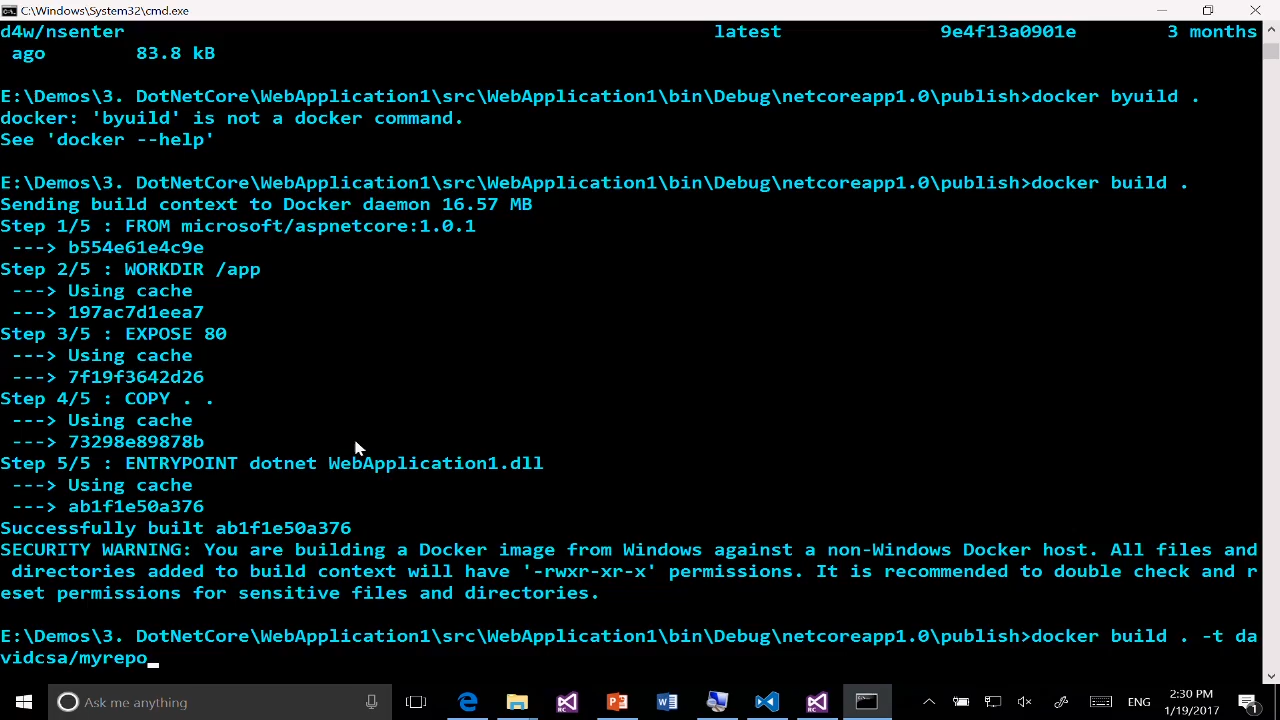 C:\Windows\System32\cmd.exe
d4w/nsenter latest 9e4f13a0901e 3 months
ago 83.8 kB
E:\Demos\3. DotNetCore\WebApplication1\src\WebApplication1\bin\Debug\netcoreapp1.0\publish>docker byuild .
docker: 'byuild' is not a docker command.
See 'docker --help'
E:\Demos\3. DotNetCore\WebApplication1\src\WebApplication1\bin\Debug\netcoreapp1.0\publish>docker build .
Sending build context to Docker daemon 16.57 MB
Step 1/5 : FROM microsoft/aspnetcore:1.0.1
---> b554e61e4c9e
Step 2/5 : WORKDIR /app
---> Using cache
---> 197ac7d1eea7
Step 3/5 : EXPOSE 80
---> Using cache
---> 7f19f3642d26
Step 4/5 : COPY . .
---> Using cache
---> 73298e89878b
Step 5/5 : ENTRYPOINT dotnet WebApplication1.dll
---> Using cache
---> ab1f1e50a376
Successfully built ab1f1e50a376
SECURITY WARNING: You are building a Docker image from Windows against a non-Windows Docker host. All files and
directories added to build context will have '-rwxr-xr-x' permissions. It is recommended to double check and r
eset permissions for sensitive files and directories.
E:\Demos\3. DotNetCore\WebApplication1\src\WebApplication1\bin\Debug\netcoreapp1.0\publish>docker build . -t da
vidcsa/myrepo
Ask me anything
ENG
2:30 PM
1/19/2017
1